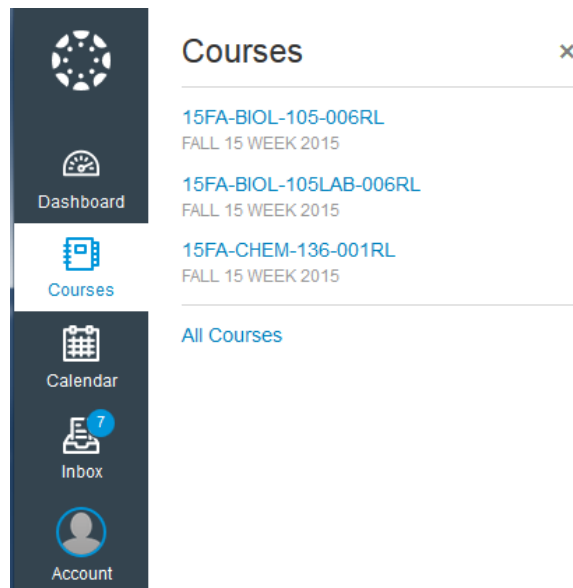 Dashboard
Courses
Calendar
7
Inbox
Account
Courses
×
15FA-BIOL-105-006RL
FALL 15 WEEK 2015
15FA-BIOL-105LAB-006RL
FALL 15 WEEK 2015
15FA-CHEM-136-001RL
FALL 15 WEEK 2015
All Courses